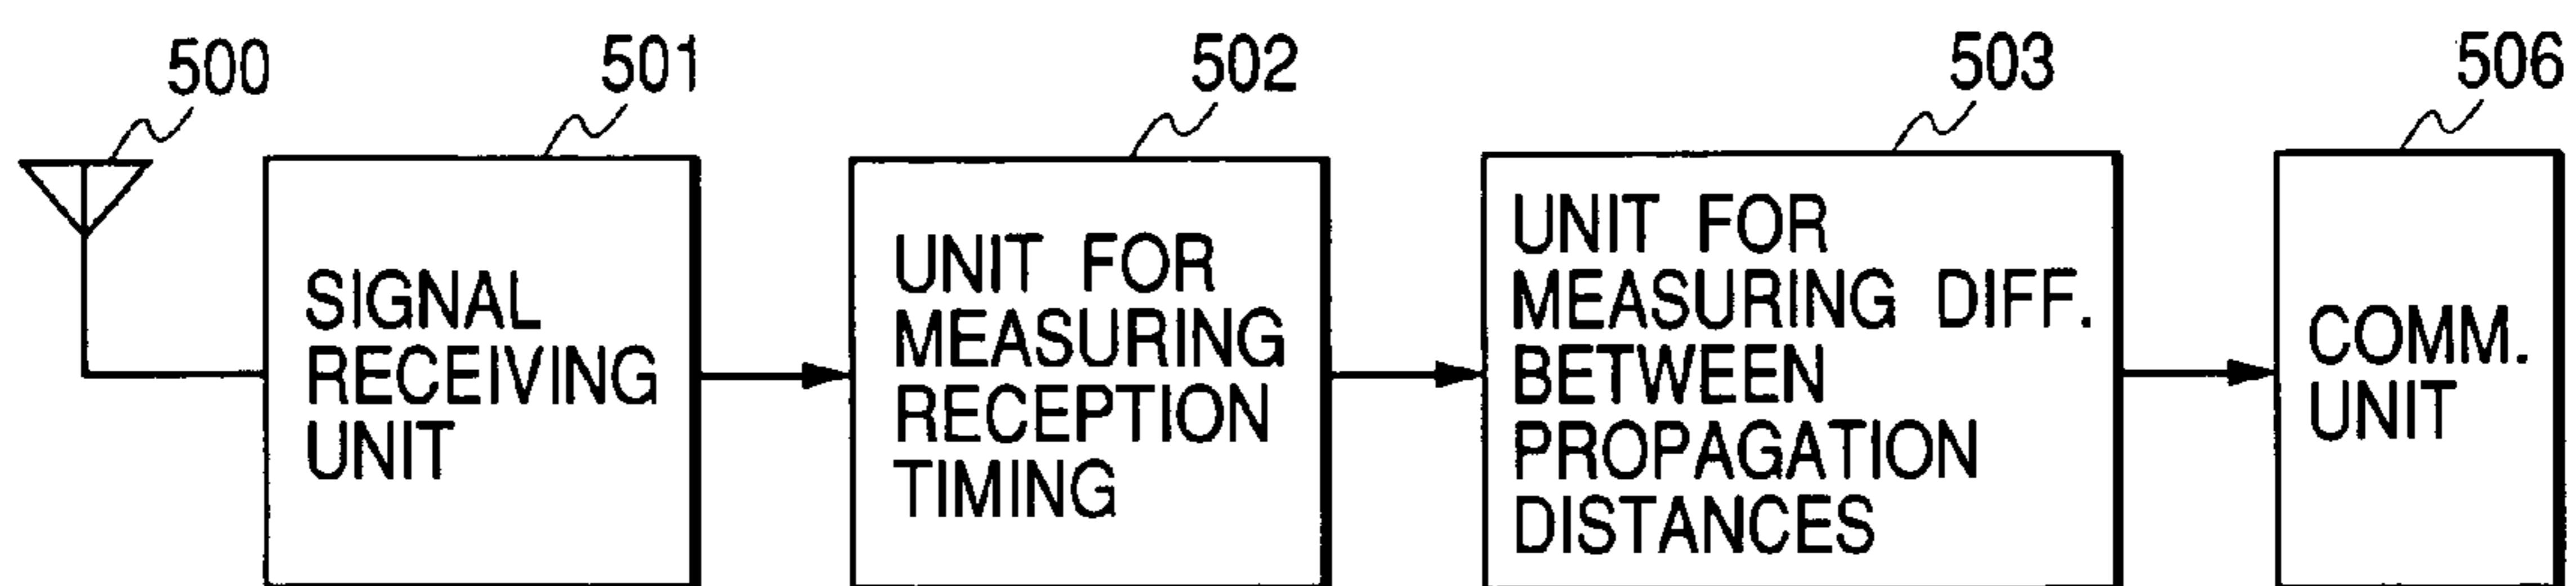 500
501
502
503
506
SIGNAL
RECEIVING
UNIT
UNIT FOR
MEASURING
RECEPTION
TIMING
UNIT FOR
MEASURING DIFF.
BETWEEN
PROPAGATION
DISTANCES
COMM.
UNIT